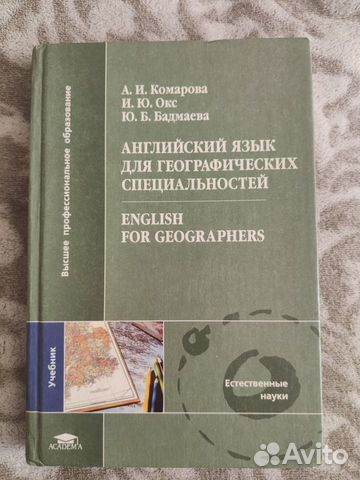 А. И. Комарова
И. Ю. Окс
Ю. Б. Бадмаева
АНГЛИЙСКИЙ ЯЗЫК
ДЛЯ ГЕОГРАФИЧЕСКИХ
СПЕЦИАЛЬНОСТЕЙ
ENGLISH
FOR GEOGRAPHERS
Высшее профессиональное образование
Учебник
Естественные
науки
ACADEMA
Avito